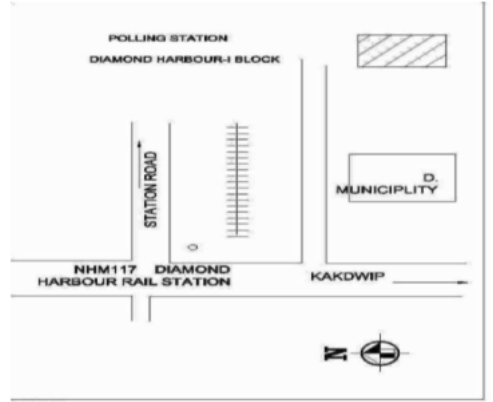 POLLING STATION
DIAMOND HARBOUR-I BLOCK
STATION ROAD
D.
MUNICIPLITY
NHM117 DIAMOND
HARBOUR RAIL STATION
KAKDWIP
N